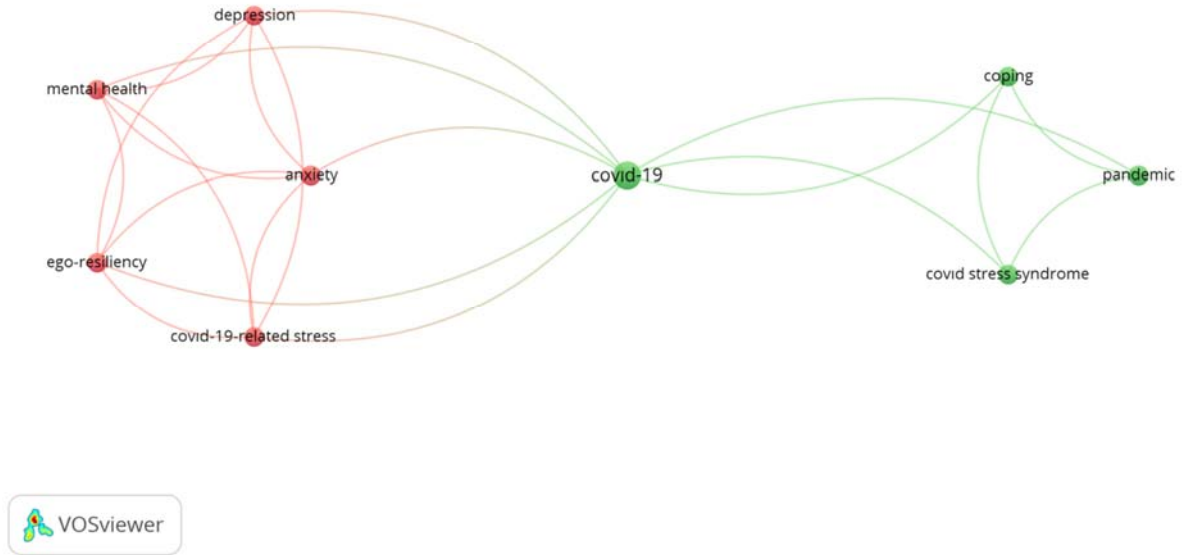 depression
coping
mental health
anxiety
covid-19
pandemic
ego-resiliency
covid stress syndrome
covid-19-related stress
VOSviewer